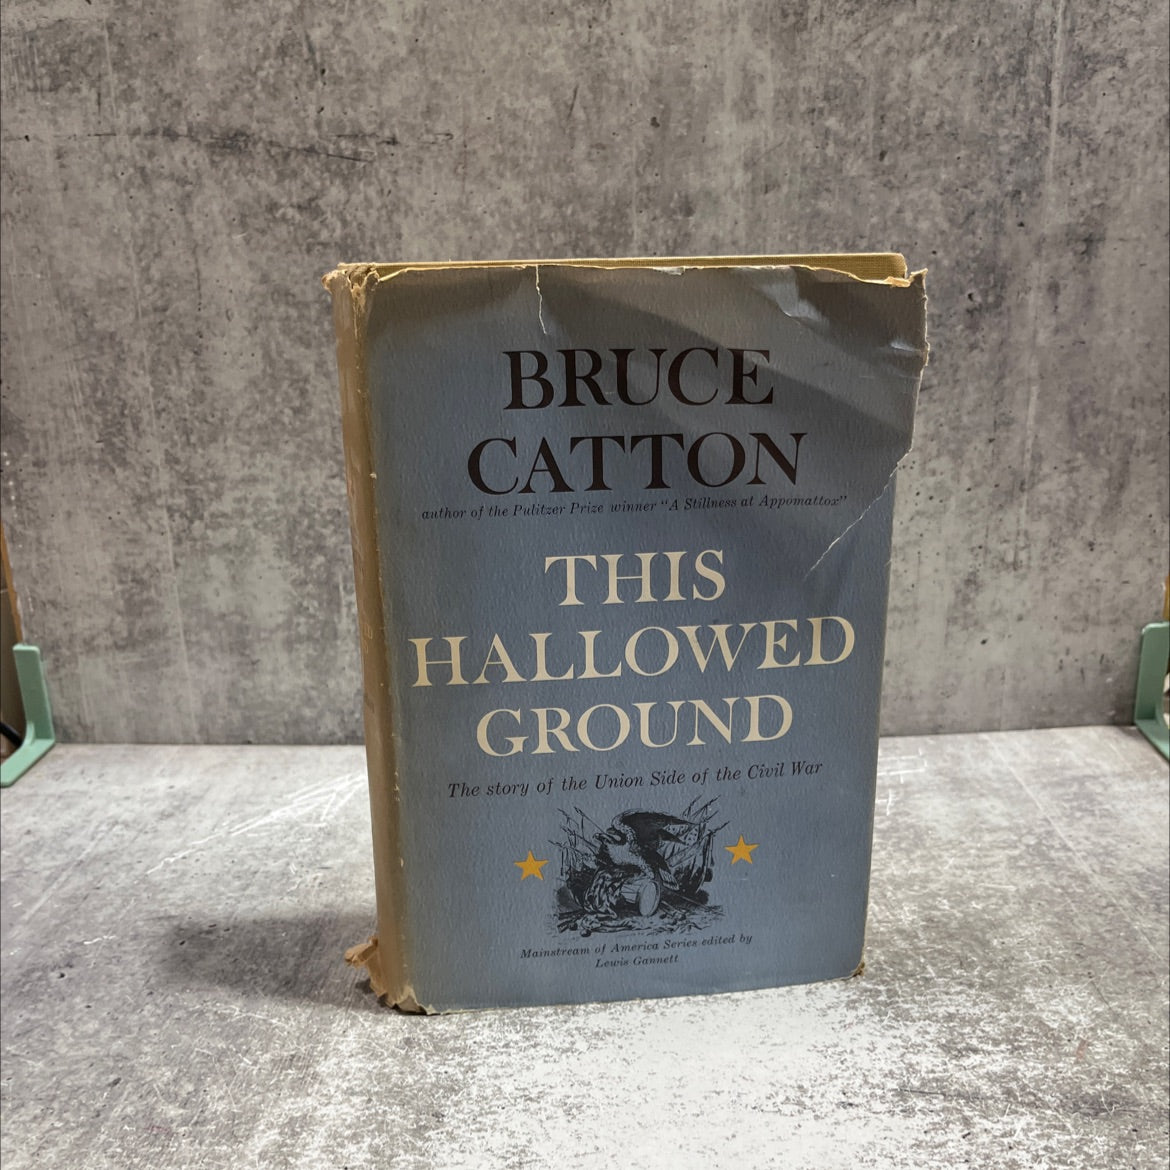 BRUCE
CATTON
author of the Pulitzer Prize winner "A Stillness at Appomattox"
THIS
HALLOWED
GROUND
The story of the Union Side of the Civil War
Mainstream of America Series edited by
Lewis Gannett